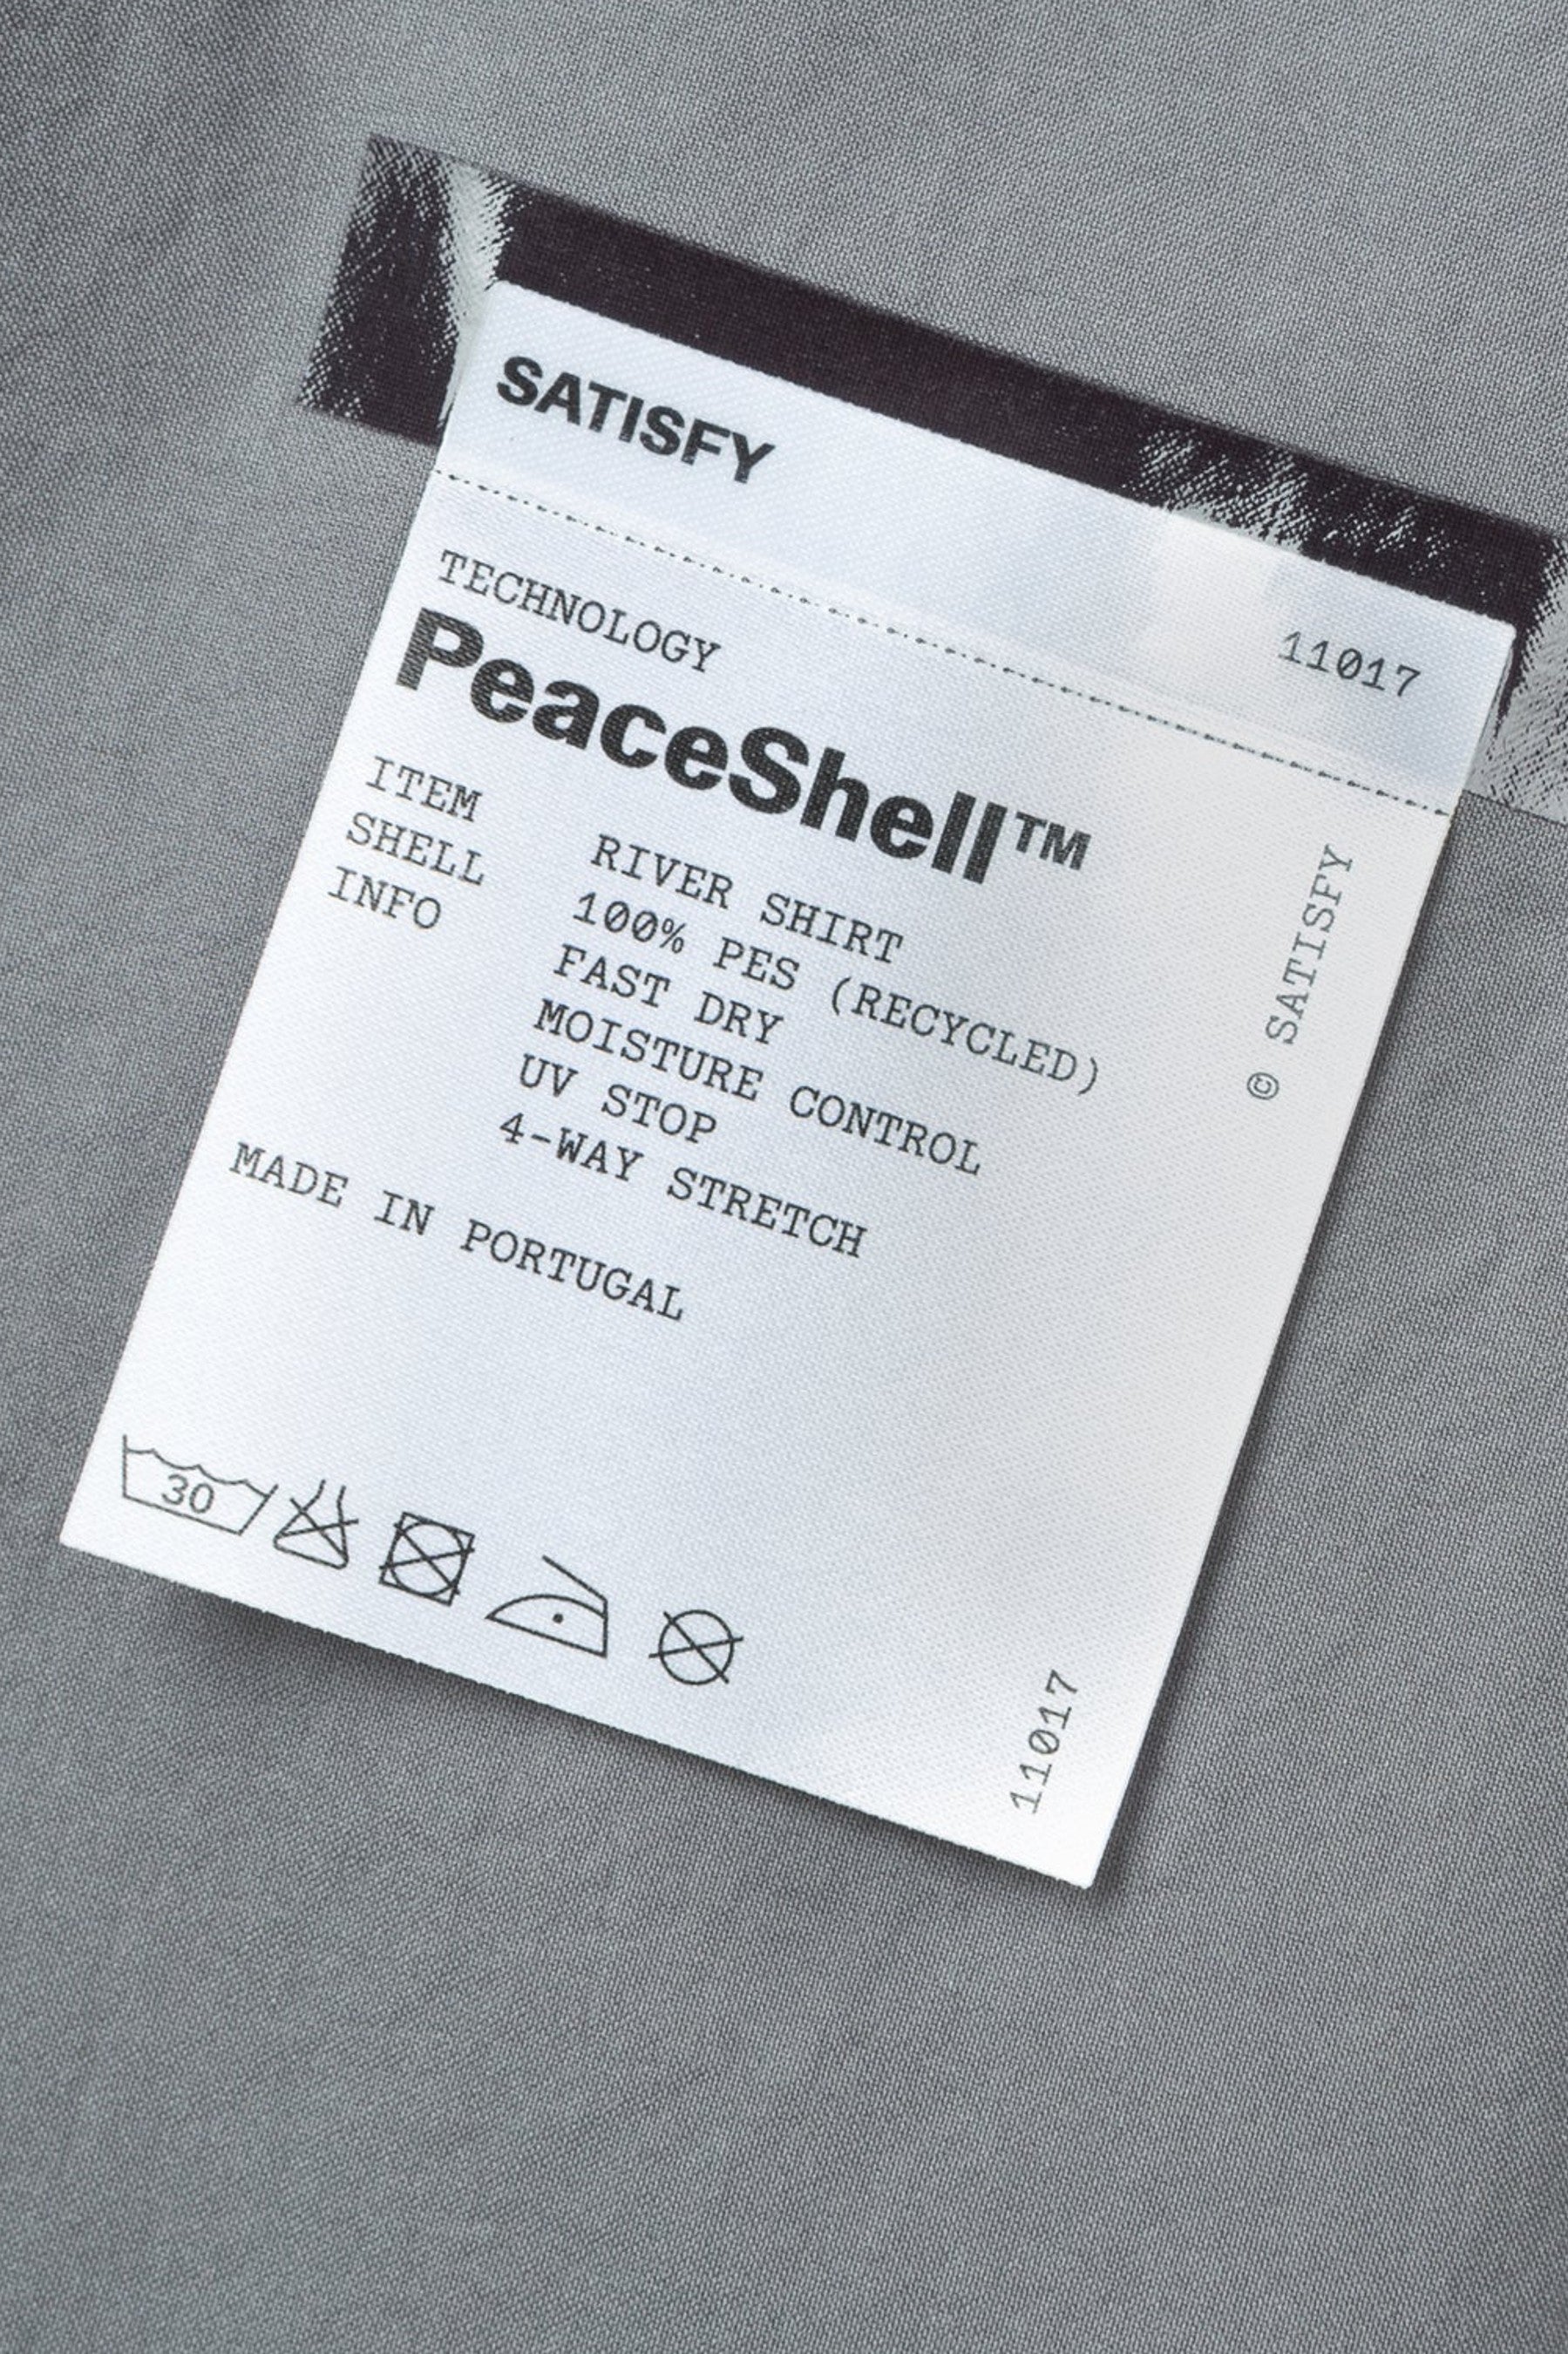 SATISFY
11017
TECHNOLOGY
PeaceShell™
ITEM RIVER SHIRT
SHELL 100% PES (RECYCLED)
INFO FAST DRY
MOISTURE CONTROL
UV STOP
4-WAY STRETCH
MADE IN PORTUGAL
© SATISFY
30
11017